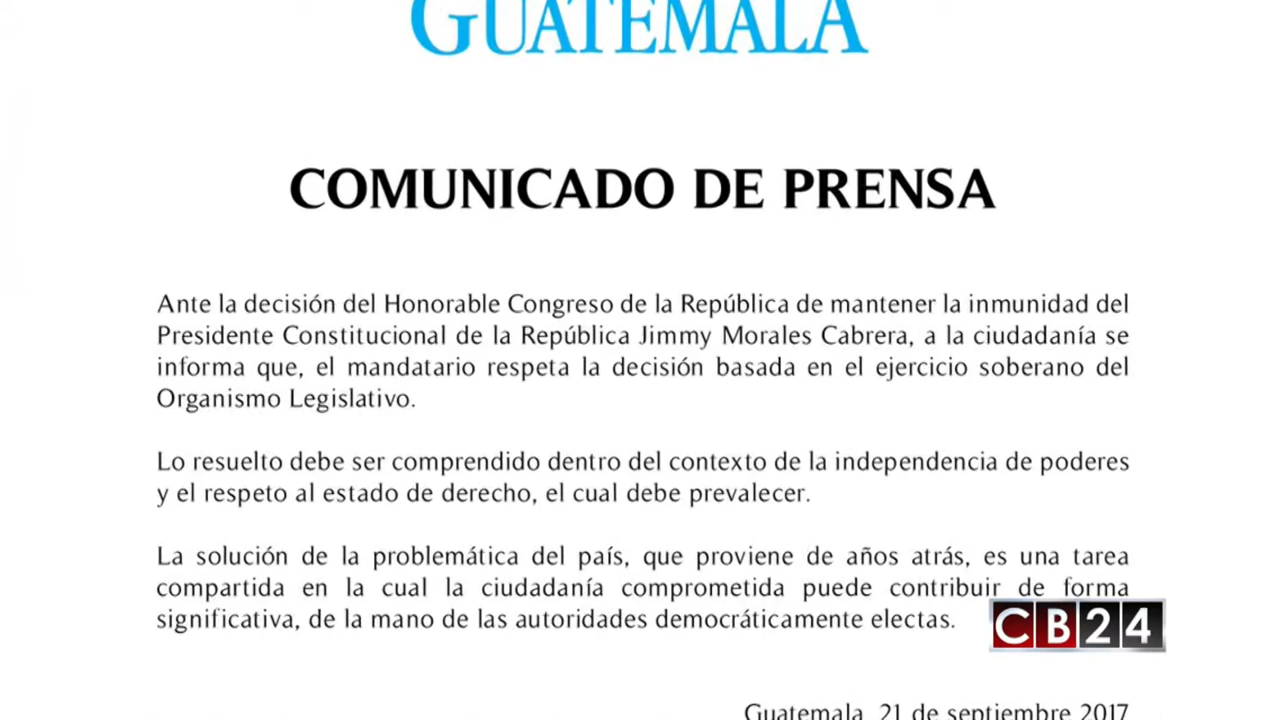 GUATEMALA
COMUNICADO DE PRENSA
Ante la decisión del Honorable Congreso de la República de mantener la inmunidad del
Presidente Constitucional de la República Jimmy Morales Cabrera, a la ciudadanía se
informa que, el mandatario respeta la decisión basada en el ejercicio soberano del
Organismo Legislativo.
Lo resuelto debe ser comprendido dentro del contexto de la independencia de poderes
y el respeto al estado de derecho, el cual debe prevalecer.
La solución de la problemática del país, que proviene de años atrás, es una tarea
compartida en la cual la ciudadanía comprometida puede contribuir de forma
significativa, de la mano de las autoridades democráticamente electas.
CB24
Guatemala, 21 de septiembre 2017